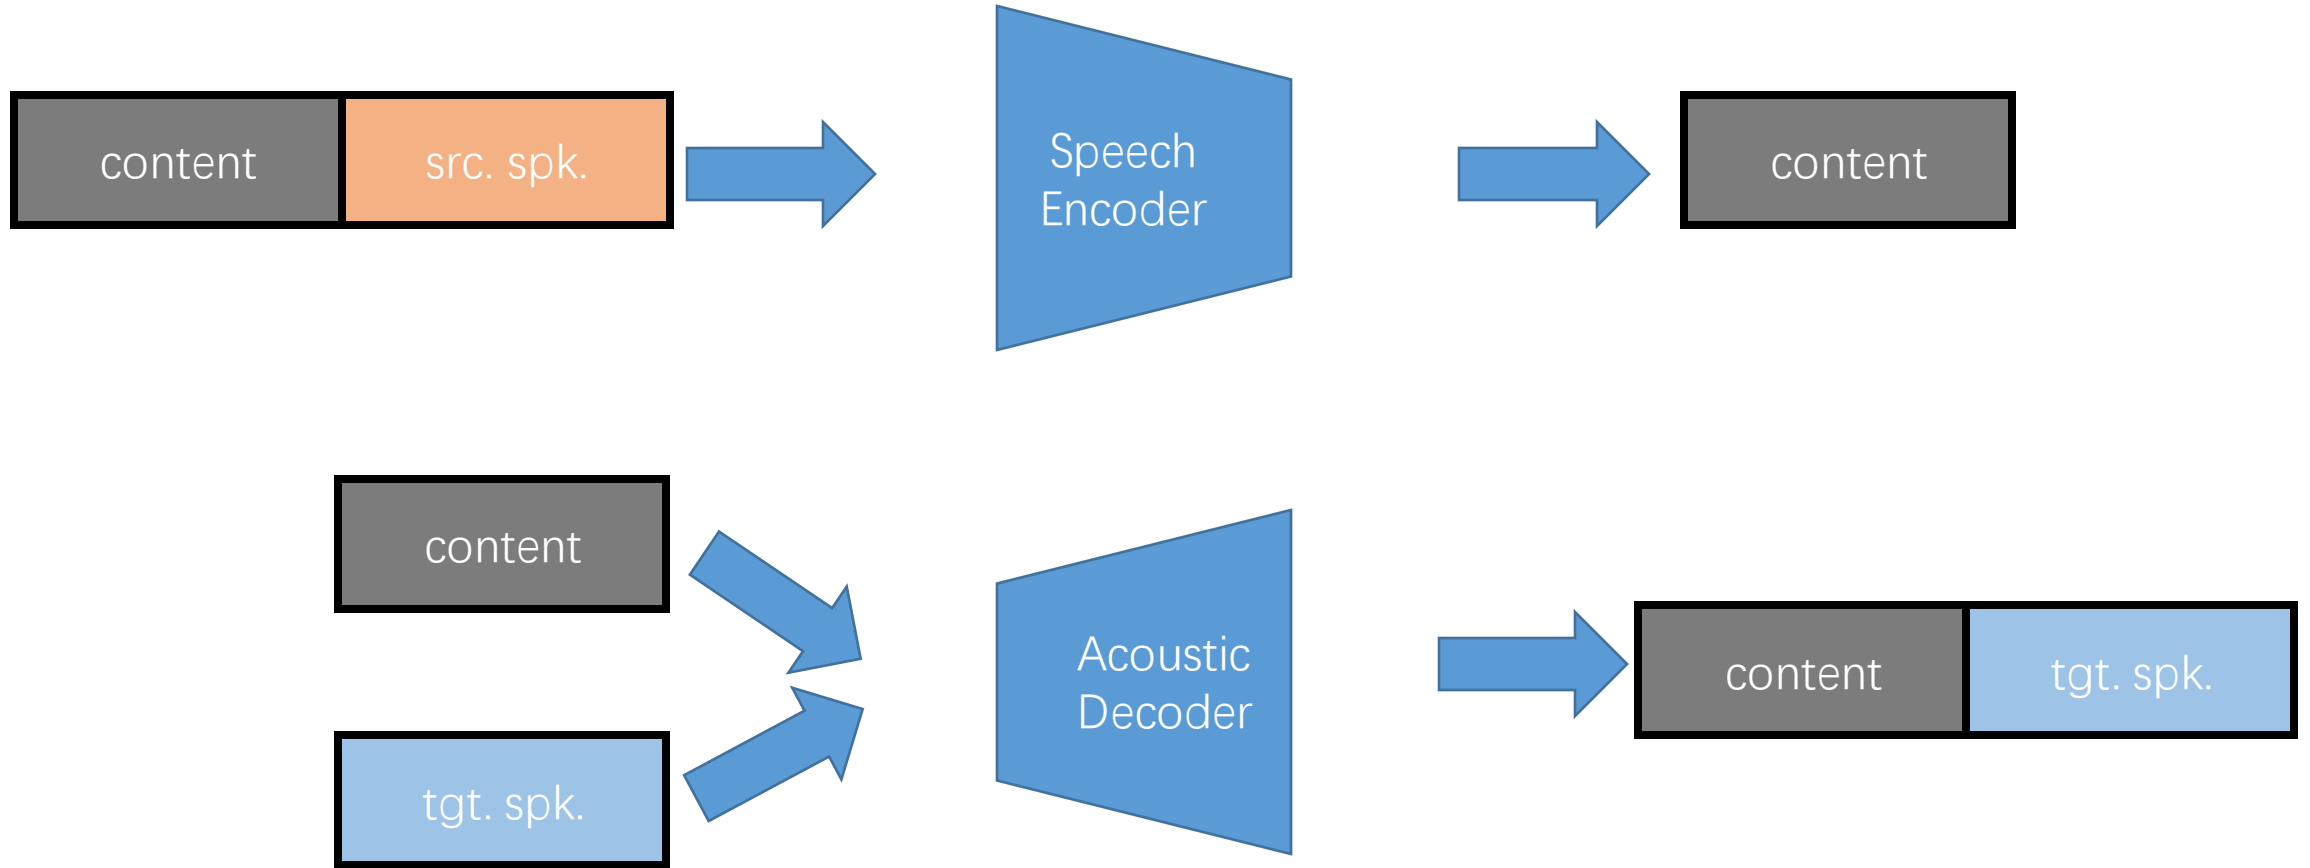 content
src. spk.
Speech
Encoder
content
content
tgt. spk.
Acoustic
Decoder
content
tgt. spk.